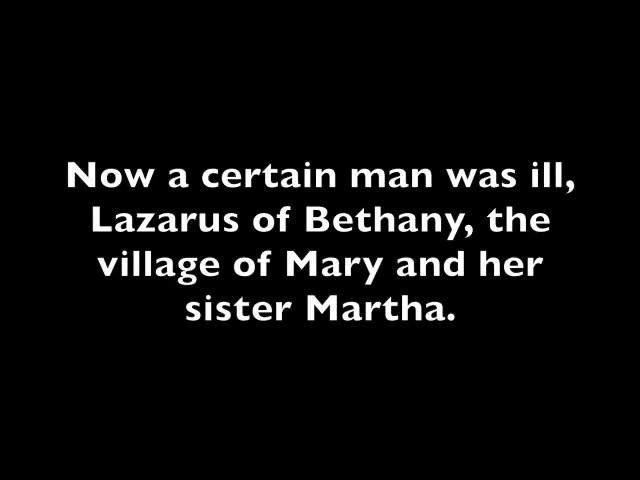 Now a certain man was ill,
Lazarus of Bethany, the
village of Mary and her
sister Martha.